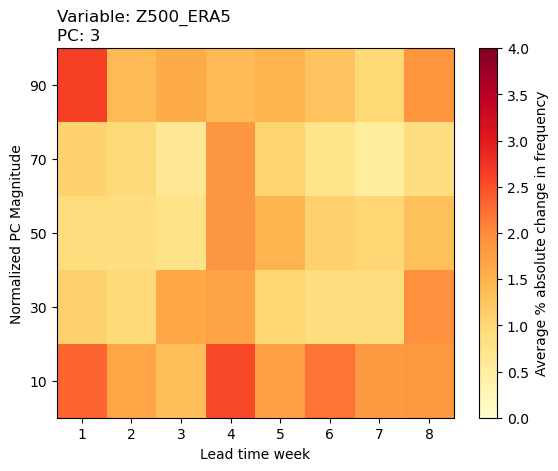 Variable: Z500_ERA5
PC: 3
Normalized PC Magnitude
90
70
50
30
10
1 2 3 4 5 6 7 8
Lead time week
4.0
3.5
3.0
2.5
2.0
1.5
1.0
0.5
0.0
Average % absolute change in frequency